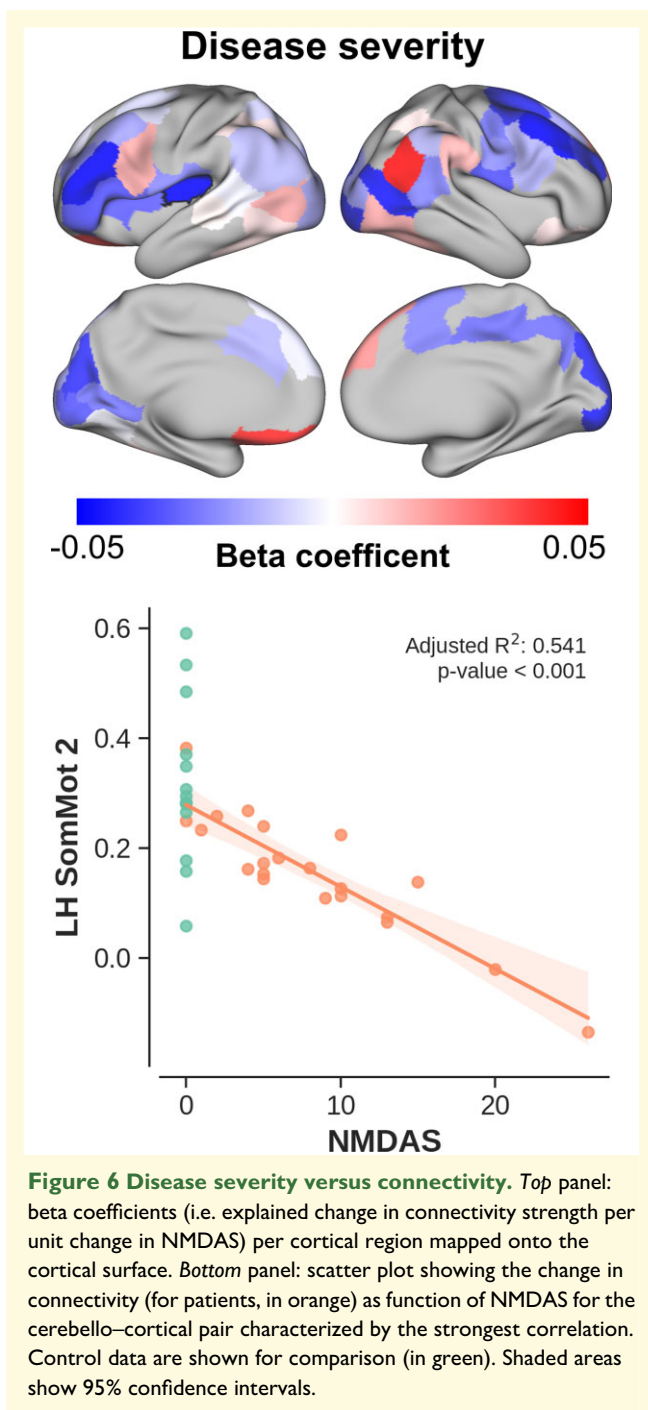 Disease severity
-0.05
0.05
Beta coefficent
0.6
0.4
0.2
0.0
LH SomMot 2
Adjusted R²: 0.541
p-value < 0.001
0
10
20
NMDAS
Figure 6 Disease severity versus connectivity. Top panel:
beta coefficients (i.e. explained change in connectivity strength per
unit change in NMDAS) per cortical region mapped onto the
cortical surface. Bottom panel: scatter plot showing the change in
connectivity (for patients, in orange) as function of NMDAS for the
cerebello–cortical pair characterized by the strongest correlation.
Control data are shown for comparison (in green). Shaded areas
show 95% confidence intervals.